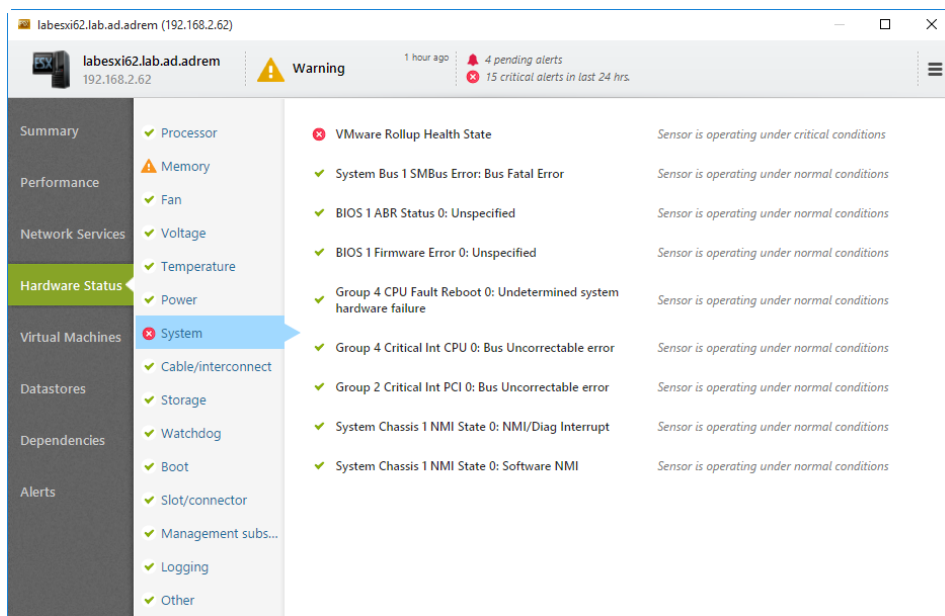 labesxi62.lab.ad.adrem (192.168.2.62)
ESX
labesxi62.lab.ad.adrem
192.168.2.62
Warning
1 hour ago
4 pending alerts
15 critical alerts in last 24 hrs.
Summary
Performance
Network Services
Hardware Status
Virtual Machines
Datastores
Dependencies
Alerts
Processor
Memory
Fan
Voltage
Temperature
Power
System
Cable/interconnect
Storage
Watchdog
Boot
Slot/connector
Management subs...
Logging
Other
VMware Rollup Health State Sensor is operating under critical conditions
System Bus 1 SMBus Error: Bus Fatal Error Sensor is operating under normal conditions
BIOS 1 ABR Status 0: Unspecified Sensor is operating under normal conditions
BIOS 1 Firmware Error 0: Unspecified Sensor is operating under normal conditions
Group 4 CPU Fault Reboot 0: Undetermined system
hardware failure Sensor is operating under normal conditions
Group 4 Critical Int CPU 0: Bus Uncorrectable error Sensor is operating under normal conditions
Group 2 Critical Int PCI 0: Bus Uncorrectable error Sensor is operating under normal conditions
System Chassis 1 NMI State 0: NMI/Diag Interrupt Sensor is operating under normal conditions
System Chassis 1 NMI State 0: Software NMI Sensor is operating under normal conditions